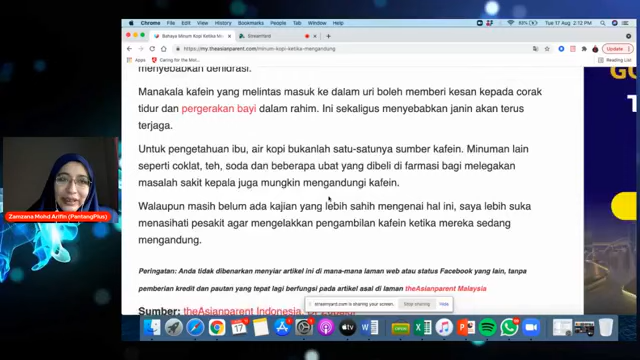 Chrome File Edit View History Bookmarks People Tab Window Help
Tue 17 Aug 2:12 PM
Bahaya Minum Kopi Ketika M
StreamYard
https://my.theasianparent.com/minum-kopi-ketika-mengandung
Update
Apps
Caring for the Mo
Reading List
menyebabkan dehidrasi.
Manakala kafein yang melintas masuk ke dalam uri boleh memberi kesan kepada corak
tidur dan pergerakan bayi dalam rahim. Ini sekaligus menyebabkan janin akan terus
terjaga.
Untuk pengetahuan ibu, air kopi bukanlah satu-satunya sumber kafein. Minuman lain
seperti coklat, teh, soda dan beberapa ubat yang dibeli di farmasi bagi melegakan
masalah sakit kepala juga mungkin mengandungi kafein.
Walaupun masih belum ada kajian yang lebih sahih mengenai hal ini, saya lebih suka
menasihati pesakit agar mengelakkan pengambilan kafein ketika mereka sedang
mengandung.
Peringatan: Anda tidak dibenarkan menyiar artikel ini di mana-mana laman web atau status Facebook yang lain, tanpa
pemberian kredit dan pautan yang tepat lagi berfungsi pada artikel asal di laman theAsianparent Malaysia
streamyard.com is sharing your screen.
Stop sharing
Hide
Sumber: theAsianparent Indonesia,
Zamzana Mohd Arifin (PantangPlus)